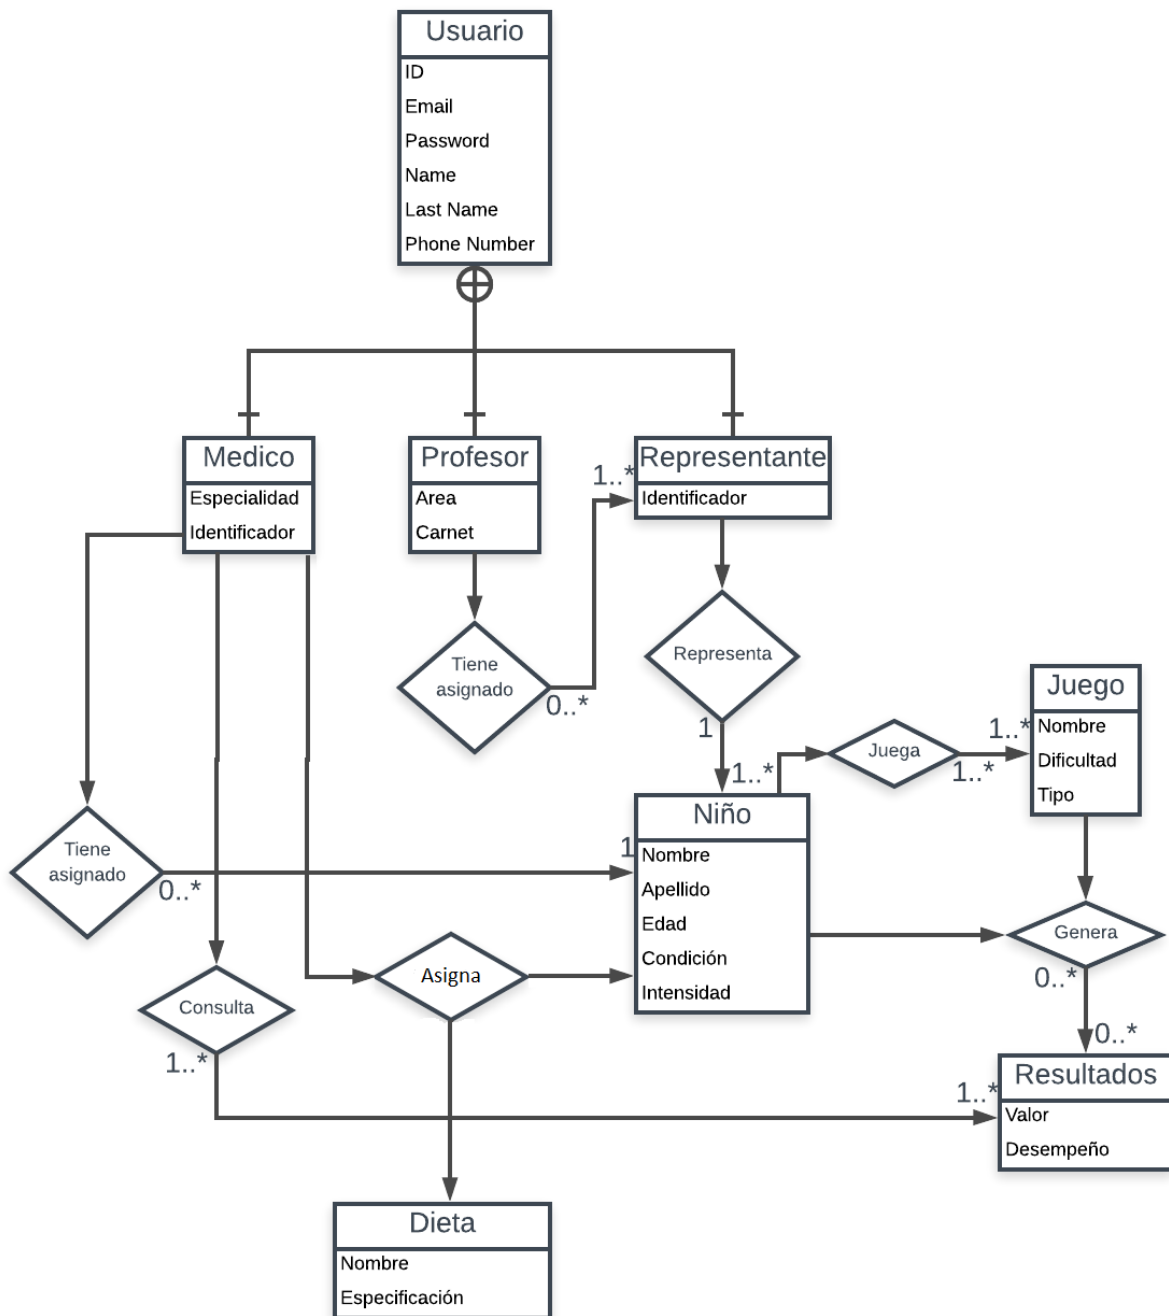 Usuario
ID
Email
Password
Name
Last Name
Phone Number
Medico
Especialidad
Identificador
Profesor
Area
Carnet
Representante
Identificador
1..*
Tiene
asignado
0..*
Representa
1
Juego
Nombre
Dificultad
Tipo
Juega
1..*
1..*
1..*
Niño
Nombre
Apellido
Edad
Condición
Intensidad
Tiene
asignado
0..*
1
Genera
0..*
0..*
Asigna
Consulta
1..*
1..*
Resultados
Valor
Desempeño
Dieta
Nombre
Especificación